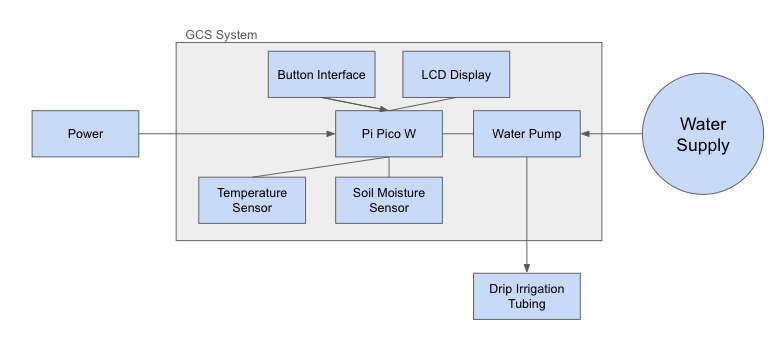 GCS System
Button Interface
LCD Display
Power
Pi Pico W
Water Pump
Water
Supply
Temperature
Sensor
Soil Moisture
Sensor
Drip Irrigation
Tubing